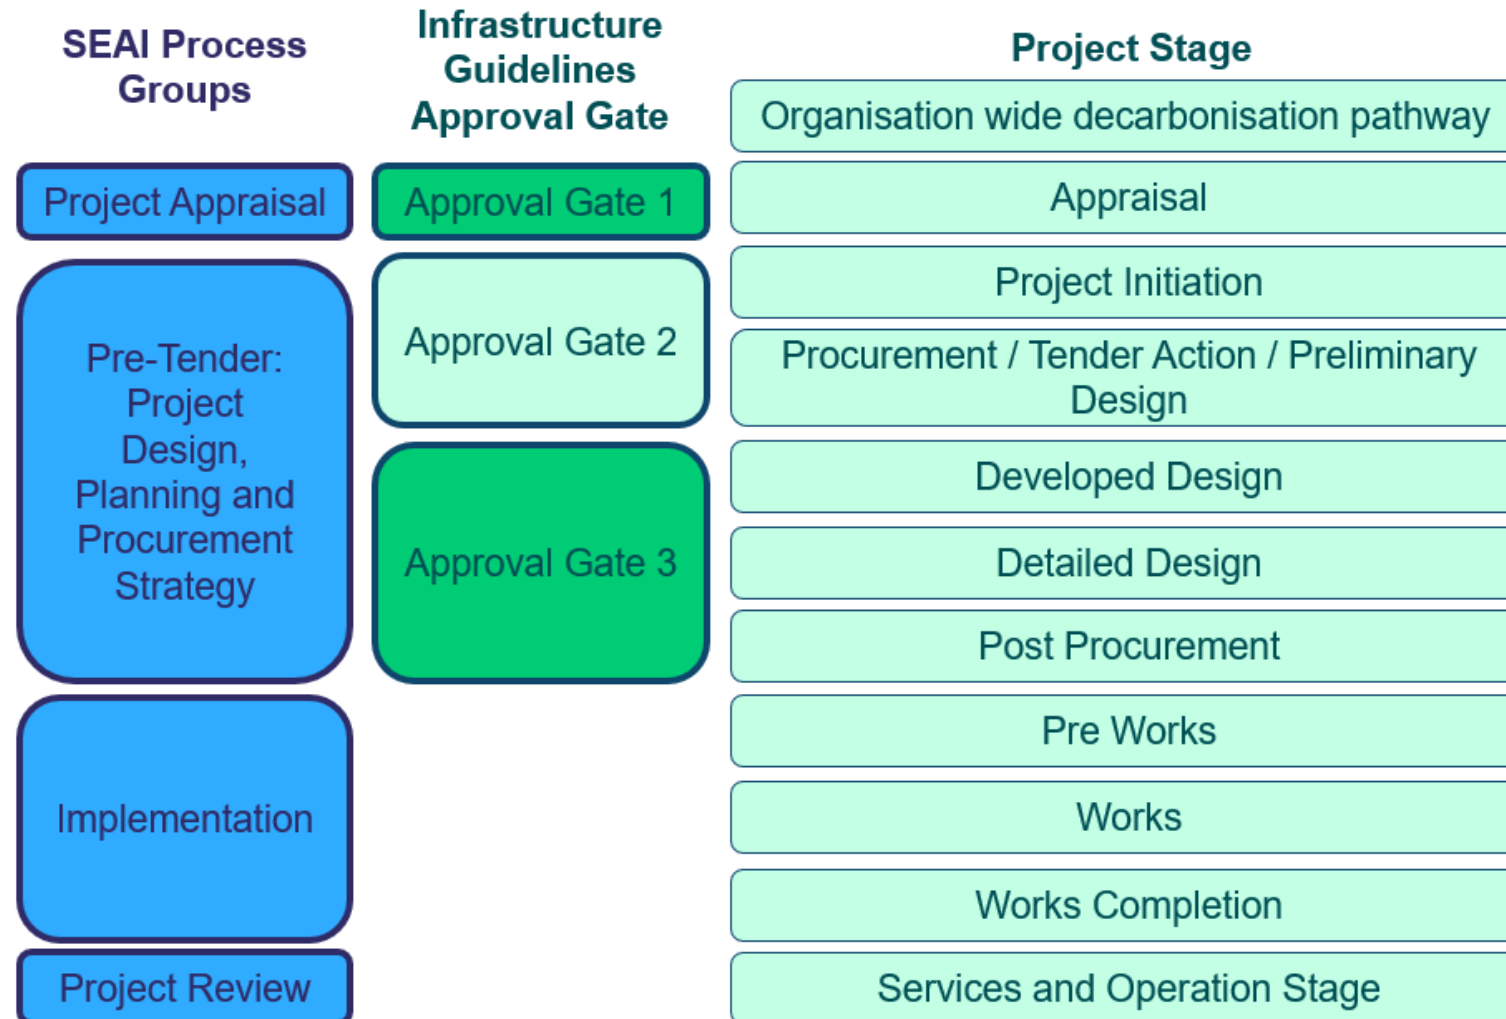 SEAI Process
Groups
Infrastructure
Guidelines
Approval Gate
Project Stage
Organisation wide decarbonisation pathway
Project Appraisal
Approval Gate 1
Appraisal
Pre-Tender:
Project
Design,
Planning and
Procurement
Strategy
Approval Gate 2
Project Initiation
Procurement / Tender Action / Preliminary
Design
Approval Gate 3
Developed Design
Detailed Design
Post Procurement
Implementation
Pre Works
Works
Works Completion
Project Review
Services and Operation Stage